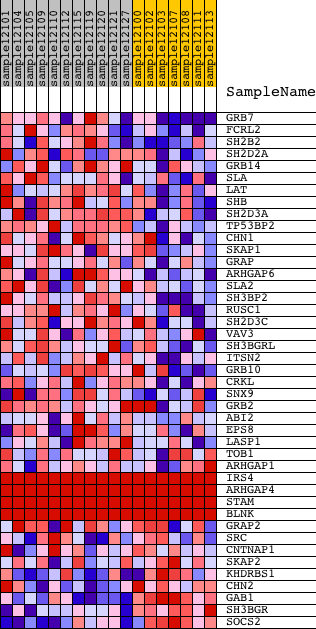 sample12101
sample12104
sample12105
sample12109
sample12110
sample12112
sample12115
sample12119
sample12120
sample12127
sample12100
sample12102
sample12103
sample12107
sample12108
sample12111
SampleName
GRB7
FCRL2
SH2B2
SH2D2A
GRB14
SLA
LAT
SHB
SH2D3A
TP53BP2
CHN1
SKAP1
GRAP
ARHGAP6
SLA2
SH3BP2
RUSC1
SH2D3C
VAV3
SH3BGRL
ITSN2
GRB10
CRKL
SNX9
GRB2
ABI2
EPS8
LASP1
TOB1
ARHGAP1
IRS4
ARHGAP4
STAM
BLNK
GRAP2
SRC
CNTNAP1
SKAP2
KHDRBS1
CHN2
GAB1
SH3BGR
SOCS2